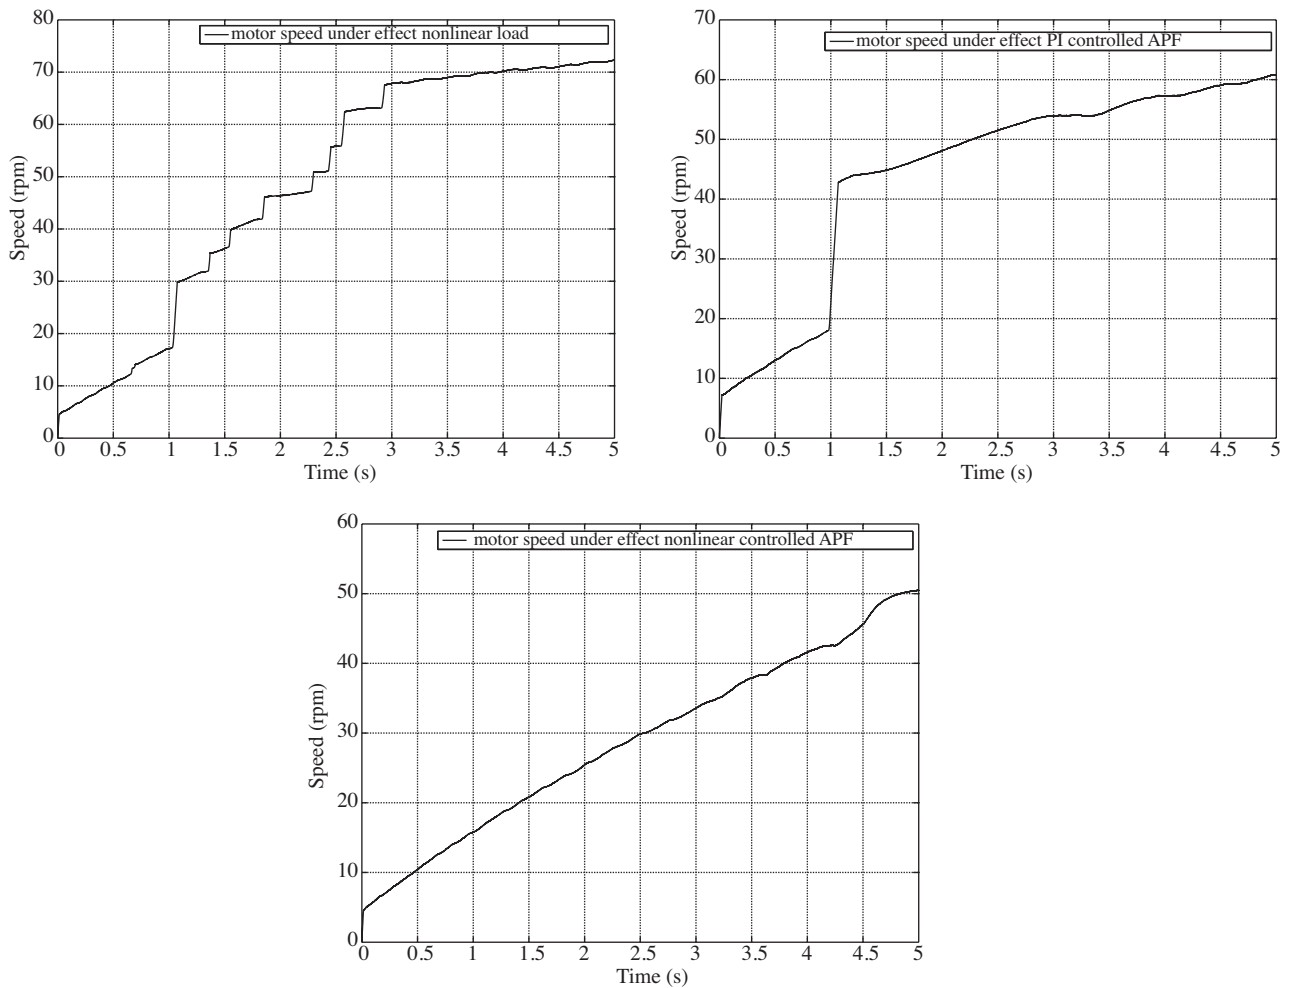 80
motor speed under effect nonlinear load
70
60
50
40
30
20
10
0
Speed (rpm)
0 0.5 1 1.5 2 2.5 3 3.5 4 4.5 5
Time (s)
70
motor speed under effect PI controlled APF
60
50
40
30
20
10
0
Speed (rpm)
0 0.5 1 1.5 2 2.5 3 3.5 4 4.5 5
Time (s)
60
motor speed under effect nonlinear controlled APF
50
40
30
20
10
0
Speed (rpm)
0 0.5 1 1.5 2 2.5 3 3.5 4 4.5 5
Time (s)